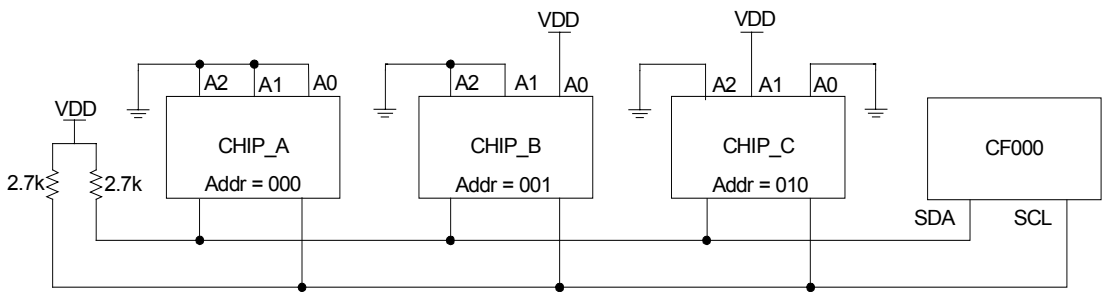 VDD VDD
A2 A1 A0 A2 A1 A0 A2 A1 A0
VDD
CHIP_A CHIP_B CHIP_C CF000
2.7k 2.7k Addr = 000 Addr = 001 Addr = 010
SDA SCL